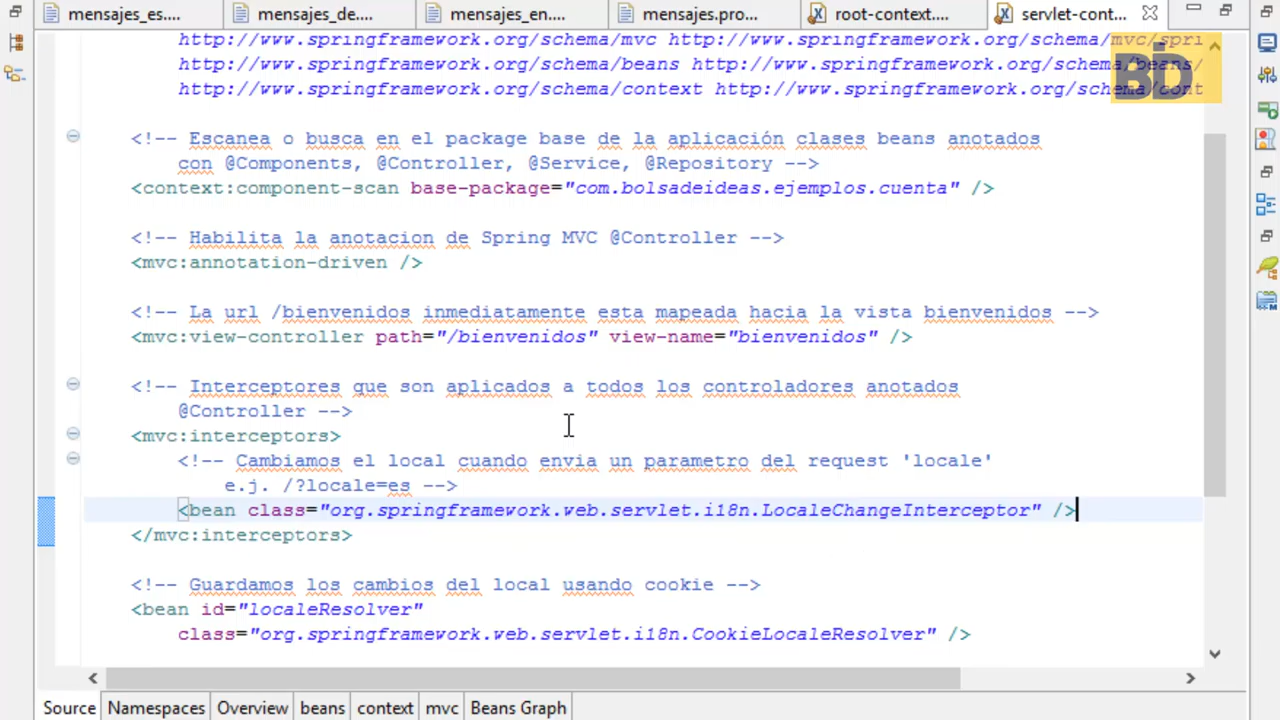 mensajes_es....
mensajes_de....
mensajes_en....
mensajes.pro...
root-context....
servlet-cont...
http://www.springframework.org/schema/mvc http://www.springframework.org/schema/mvc/spri
http://www.springframework.org/schema/beans http://www.springframework.org/schema/beans/
http://www.springframework.org/schema/context http://www.springframework.org/schema/cont
BD
<!-- Escanea o busca en el package base de la aplicación clases beans anotados
con @Components, @Controller, @Service, @Repository -->
<context:component-scan base-package="com.bolsadeideas.ejemplos.cuenta" />
<!-- Habilita la anotacion de Spring MVC @Controller -->
<mvc:annotation-driven />
<!-- La url /bienvenidos inmediatamente esta mapeada hacia la vista bienvenidos -->
<mvc:view-controller path="/bienvenidos" view-name="bienvenidos" />
<!-- Interceptores que son aplicados a todos los controladores anotados
@Controller -->
<mvc:interceptors>
<!-- Cambiamos el local cuando envia un parametro del request 'locale'
e.j. /?locale=es -->
<bean class="org.springframework.web.servlet.i18n.LocaleChangeInterceptor" />
</mvc:interceptors>
<!-- Guardamos los cambios del local usando cookie -->
<bean id="localeResolver"
class="org.springframework.web.servlet.i18n.CookieLocaleResolver" />
Source
Namespaces
Overview
beans
context
mvc
Beans Graph